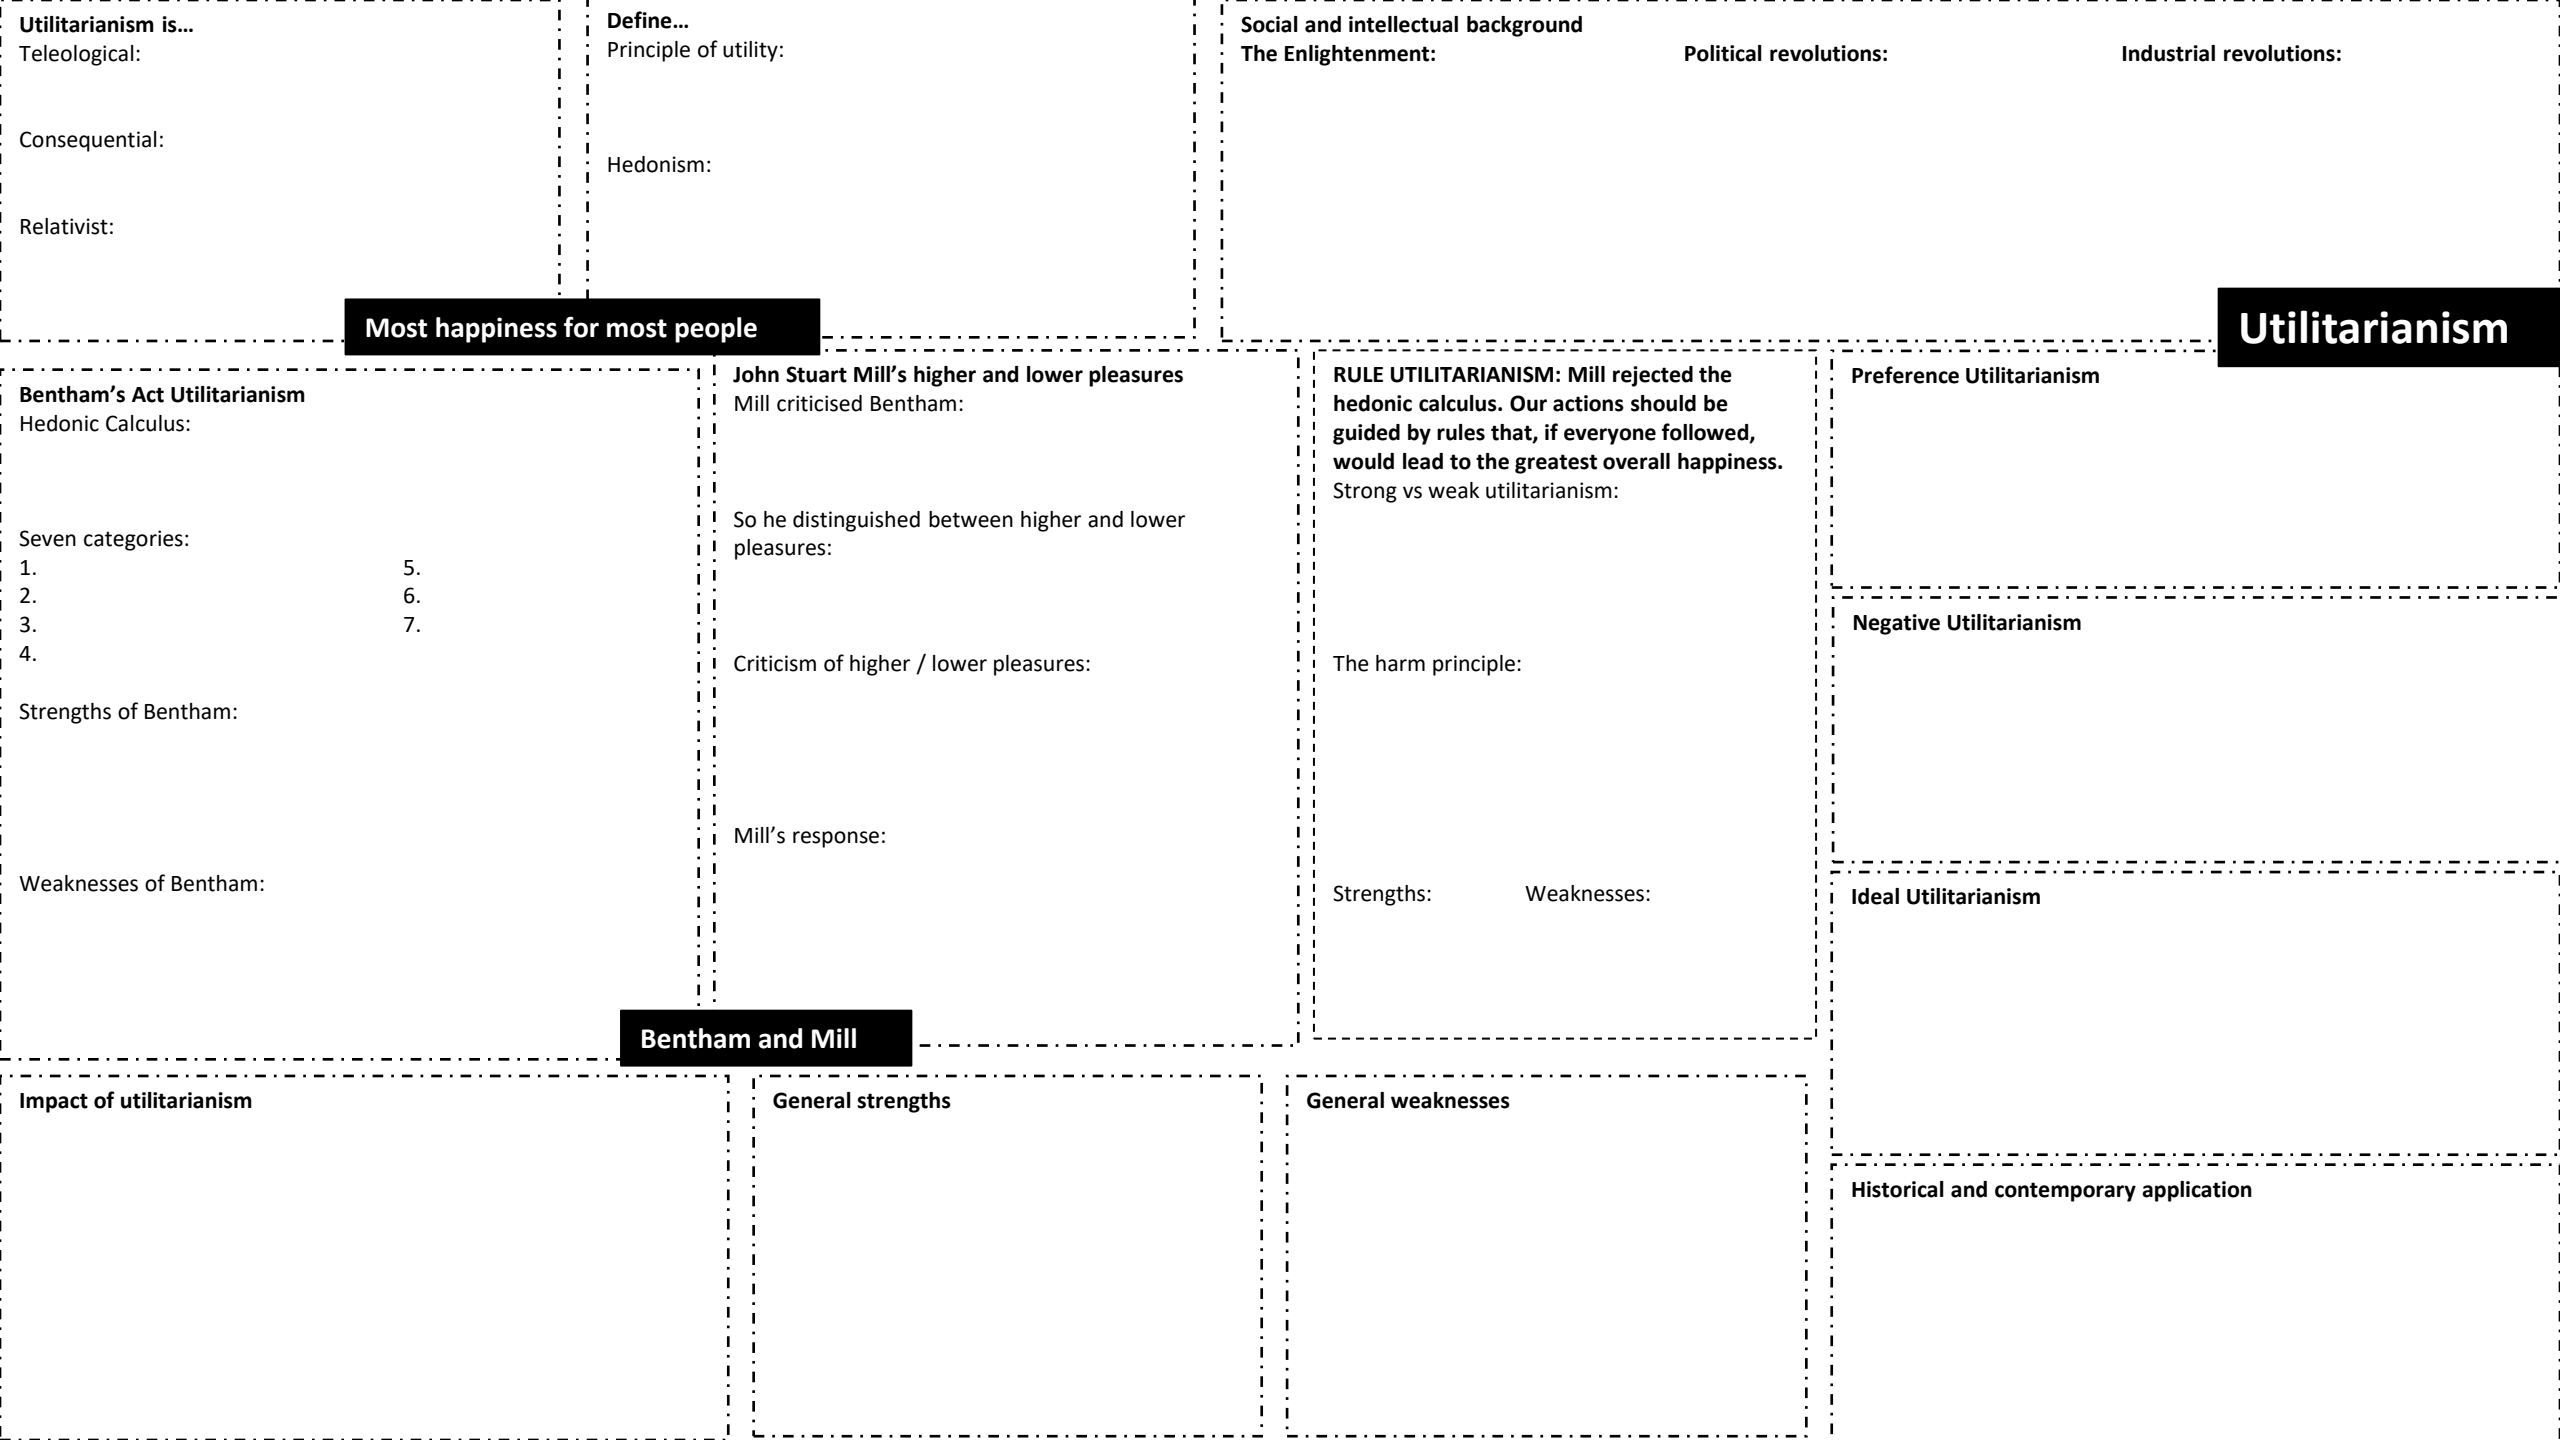 Utilitarianism is…
Teleological:
Consequential:
Relativist:
Define…
Principle of utility:
Hedonism:
Social and intellectual background
The Enlightenment: Political revolutions: Industrial revolutions:
Most happiness for most people
Utilitarianism
Bentham’s Act Utilitarianism
Hedonic Calculus:
Seven categories:
1. 5.
2. 6.
3. 7.
4.
Strengths of Bentham:
Weaknesses of Bentham:
John Stuart Mill’s higher and lower pleasures
Mill criticised Bentham:
So he distinguished between higher and lower
pleasures:
Criticism of higher / lower pleasures:
Mill’s response:
Bentham and Mill
RULE UTILITARIANISM: Mill rejected the
hedonic calculus. Our actions should be
guided by rules that, if everyone followed,
would lead to the greatest overall happiness.
Strong vs weak utilitarianism:
The harm principle:
Strengths: Weaknesses:
Preference Utilitarianism
Negative Utilitarianism
Ideal Utilitarianism
Impact of utilitarianism
General strengths
General weaknesses
Historical and contemporary application